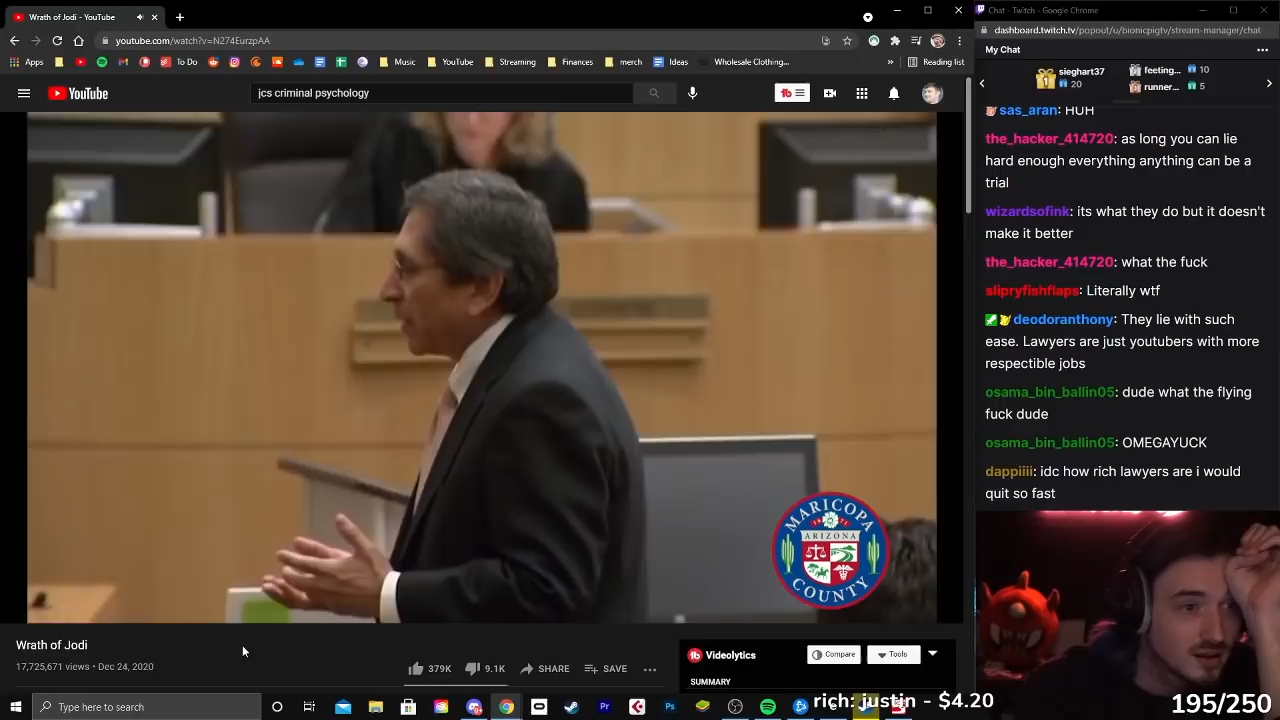 Wrath of Jodi - YouTube
Chat - Twitch - Google Chrome
youtube.com/watch?v=N274EurzpAA
dashboard.twitch.tv/popout/u/bionicpigtv/stream-manager/chat
Apps
To Do
Music
YouTube
Streaming
Finances
merch
Ideas
Wholesale Clothing...
»
Reading list
My Chat
YouTube
jcs criminal psychology
sieghart37
20
feeting...
10
runner...
5
sas_aran: HUH
the_hacker_414720: as long you can lie
hard enough everything anything can be a
trial
wizardsofink: its what they do but it doesn't
make it better
the_hacker_414720: what the fuck
slipryfishflaps: Literally wtf
deodoranthony: They lie with such
ease. Lawyers are just youtubers with more
respectible jobs
osama_bin_ballin05: dude what the flying
fuck dude
osama_bin_ballin05: OMEGAYUCK
dappiiii: idc how rich lawyers are i would
quit so fast
MARICOPA
ARIZONA
COUNTY
Wrath of Jodi
17,725,671 views • Dec 24, 2020
379K
9.1K
SHARE
SAVE
Videolytics
Compare
Tools
SUMMARY
Type here to search
rich: justin - $4.20
195/250